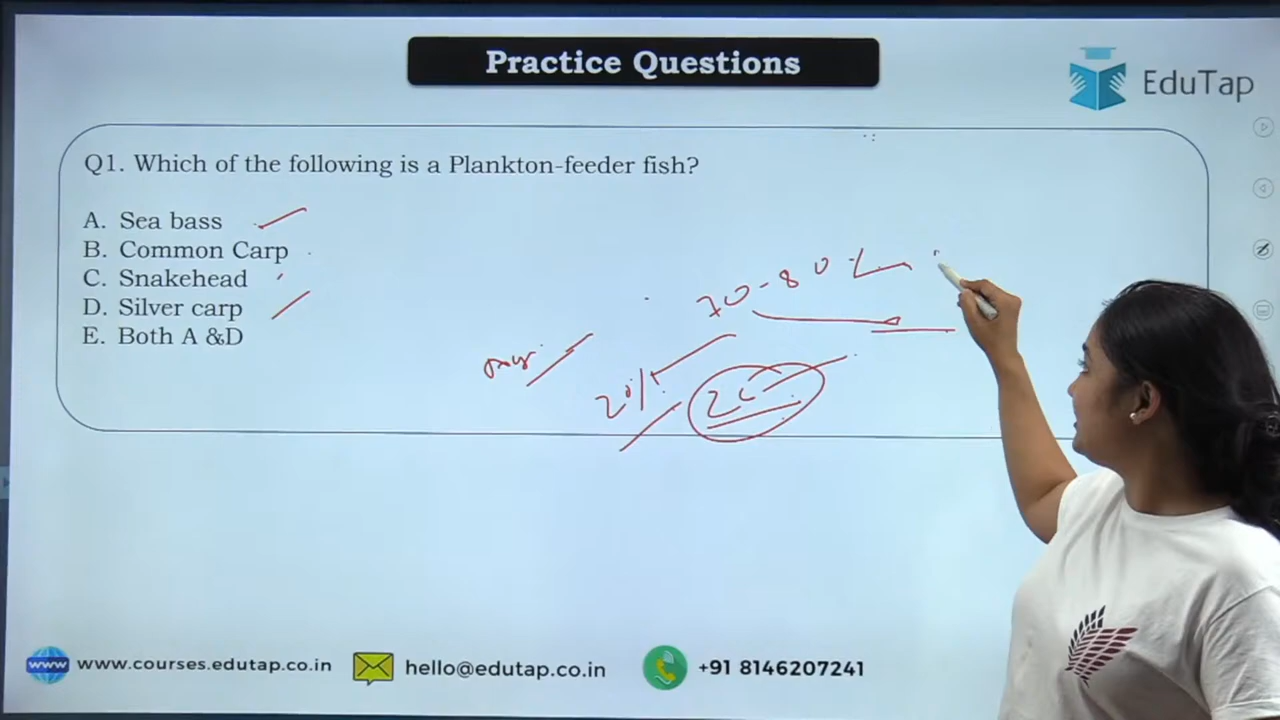 Practice Questions
EduTap
Q1. Which of the following is a Plankton-feeder fish?
A. Sea bass
B. Common Carp
C. Snakehead
D. Silver carp
E. Both A &D
70-80%
20%
www.courses.edutap.co.in
hello@edutap.co.in
+91 8146207241